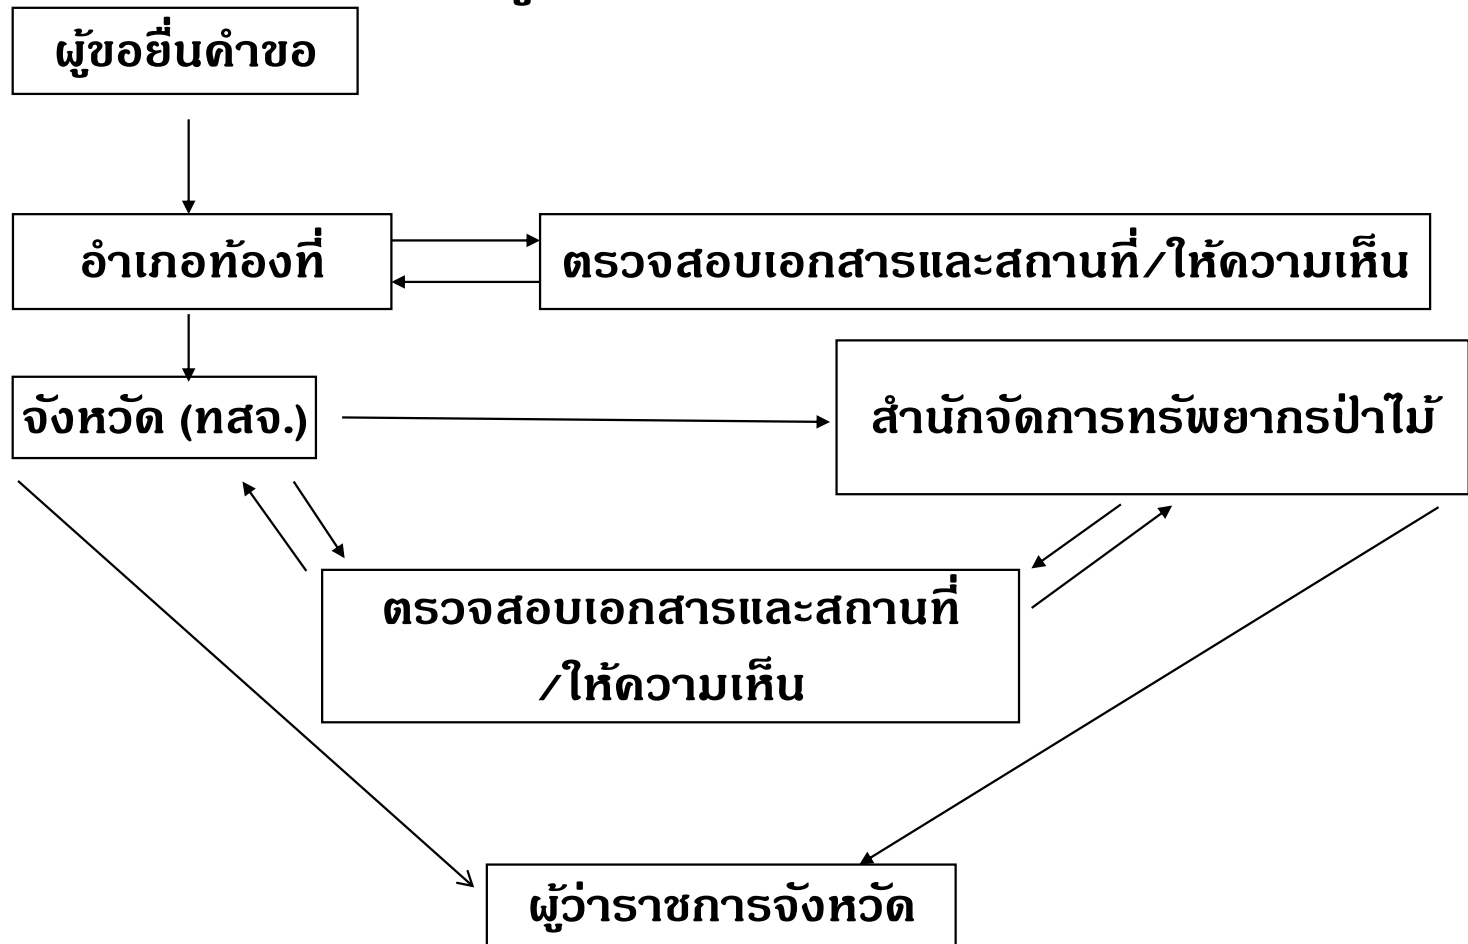 ผู้ขอยื่นคำขอ
อำเภอท้องที่
ตรวจสอบเอกสารและสถานที่/ให้ความเห็น
จังหวัด (ทสจ.)
สำนักจัดการทรัพยากรป่าไม้
ตรวจสอบเอกสารและสถานที่
/ให้ความเห็น
ผู้ว่าราชการจังหวัด